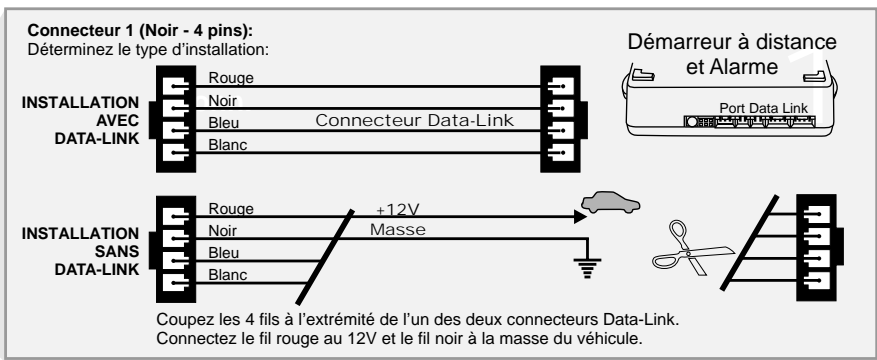 Connecteur 1 (Noir - 4 pins):
Déterminez le type d’installation:
Démarreur à distance
et Alarme
Port Data Link
INSTALLATION
AVEC
DATA-LINK
Rouge
Noir
Bleu
Blanc
Connecteur Data-Link
INSTALLATION
SANS
DATA-LINK
Rouge
Noir
Bleu
Blanc
+12V
Masse
Coupez les 4 fils à l’extrémité de l’un des deux connecteurs Data-Link.
Connectez le fil rouge au 12V et le fil noir à la masse du véhicule.